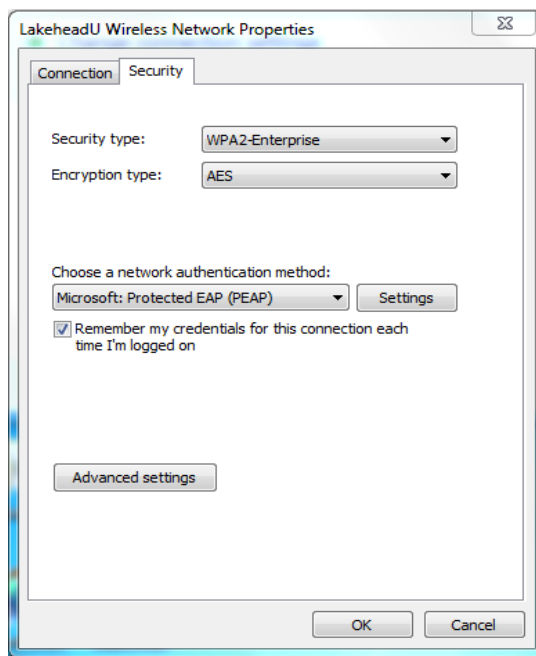 LakeheadU Wireless Network Properties
Connection
Security
Security type:
WPA2-Enterprise
Encryption type:
AES
Choose a network authentication method:
Microsoft: Protected EAP (PEAP)
Settings
Remember my credentials for this connection each
time I'm logged on
Advanced settings
OK
Cancel